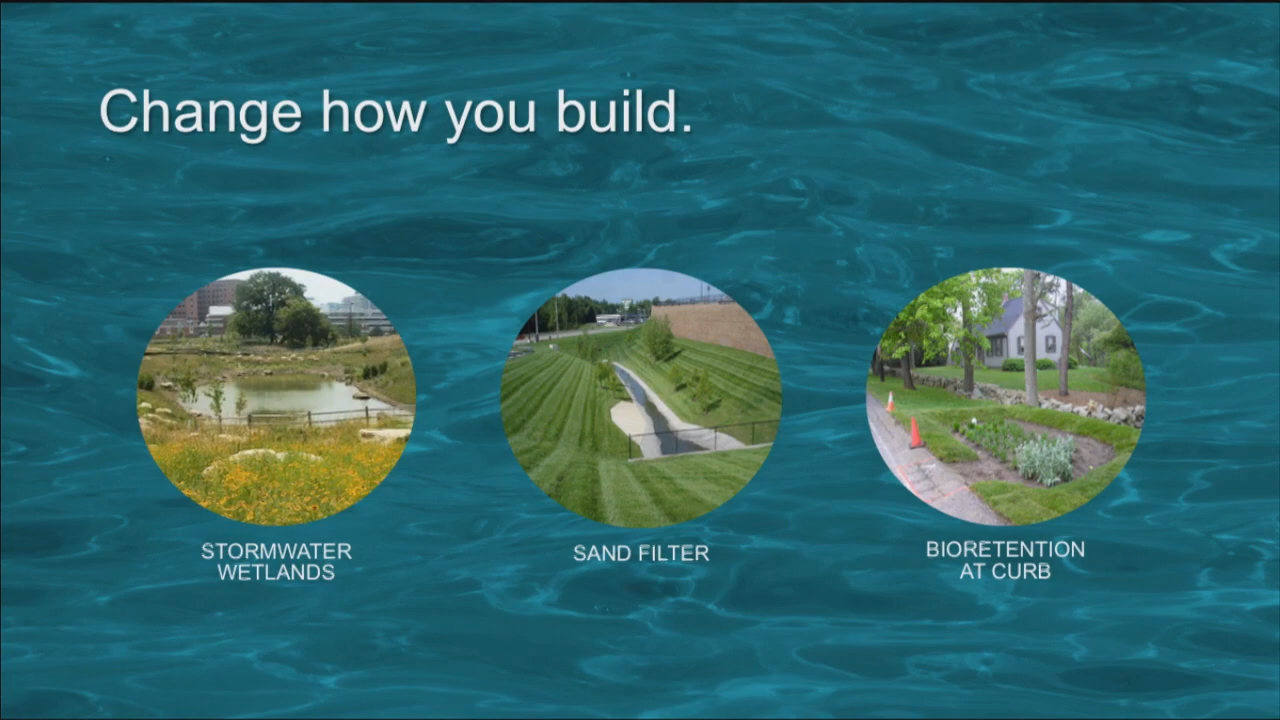 Change how you build.
STORMWATER
WETLANDS
SAND FILTER
BIORETENTION
AT CURB